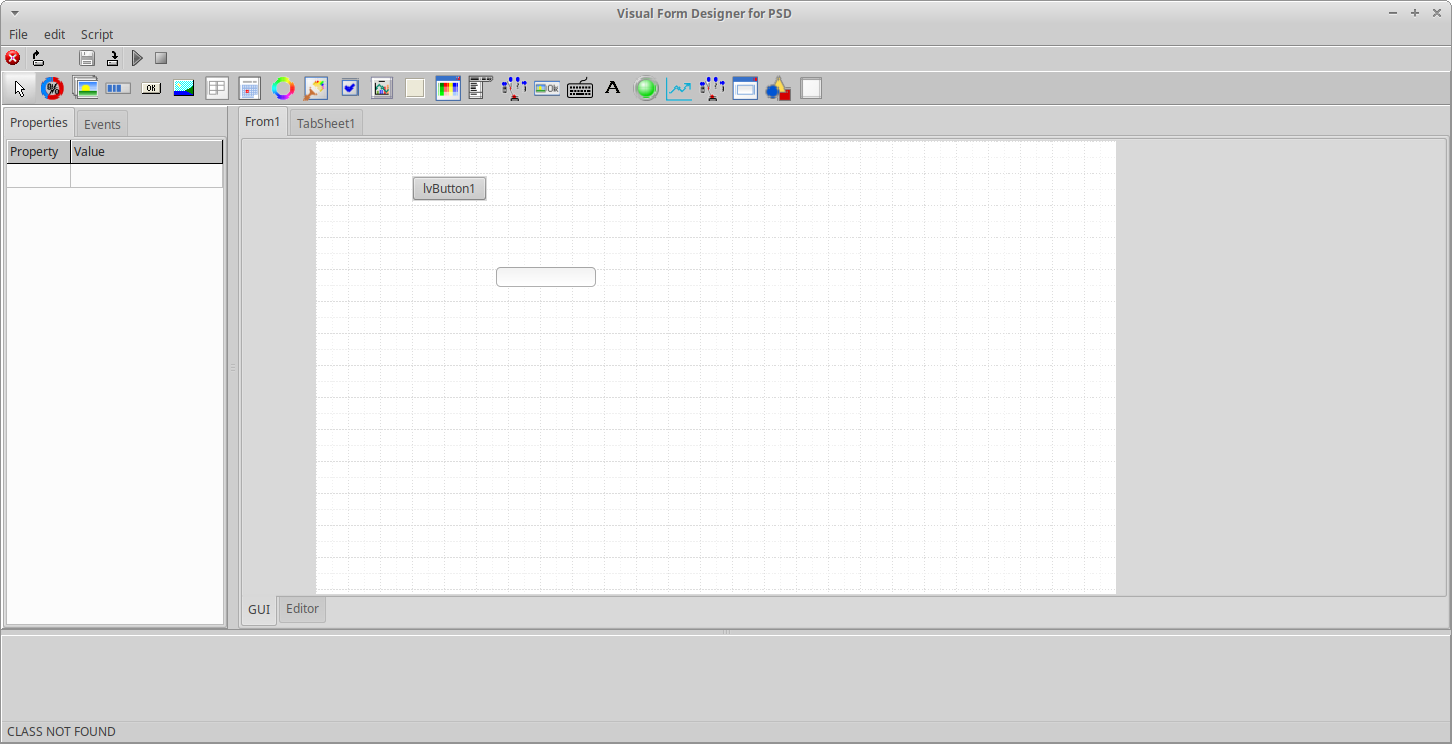 Visual Form Designer for PSD
File edit Script
OK Ok A
Properties Events
From1 TabSheet1
Property Value
lvButton1
GUI Editor
CLASS NOT FOUND